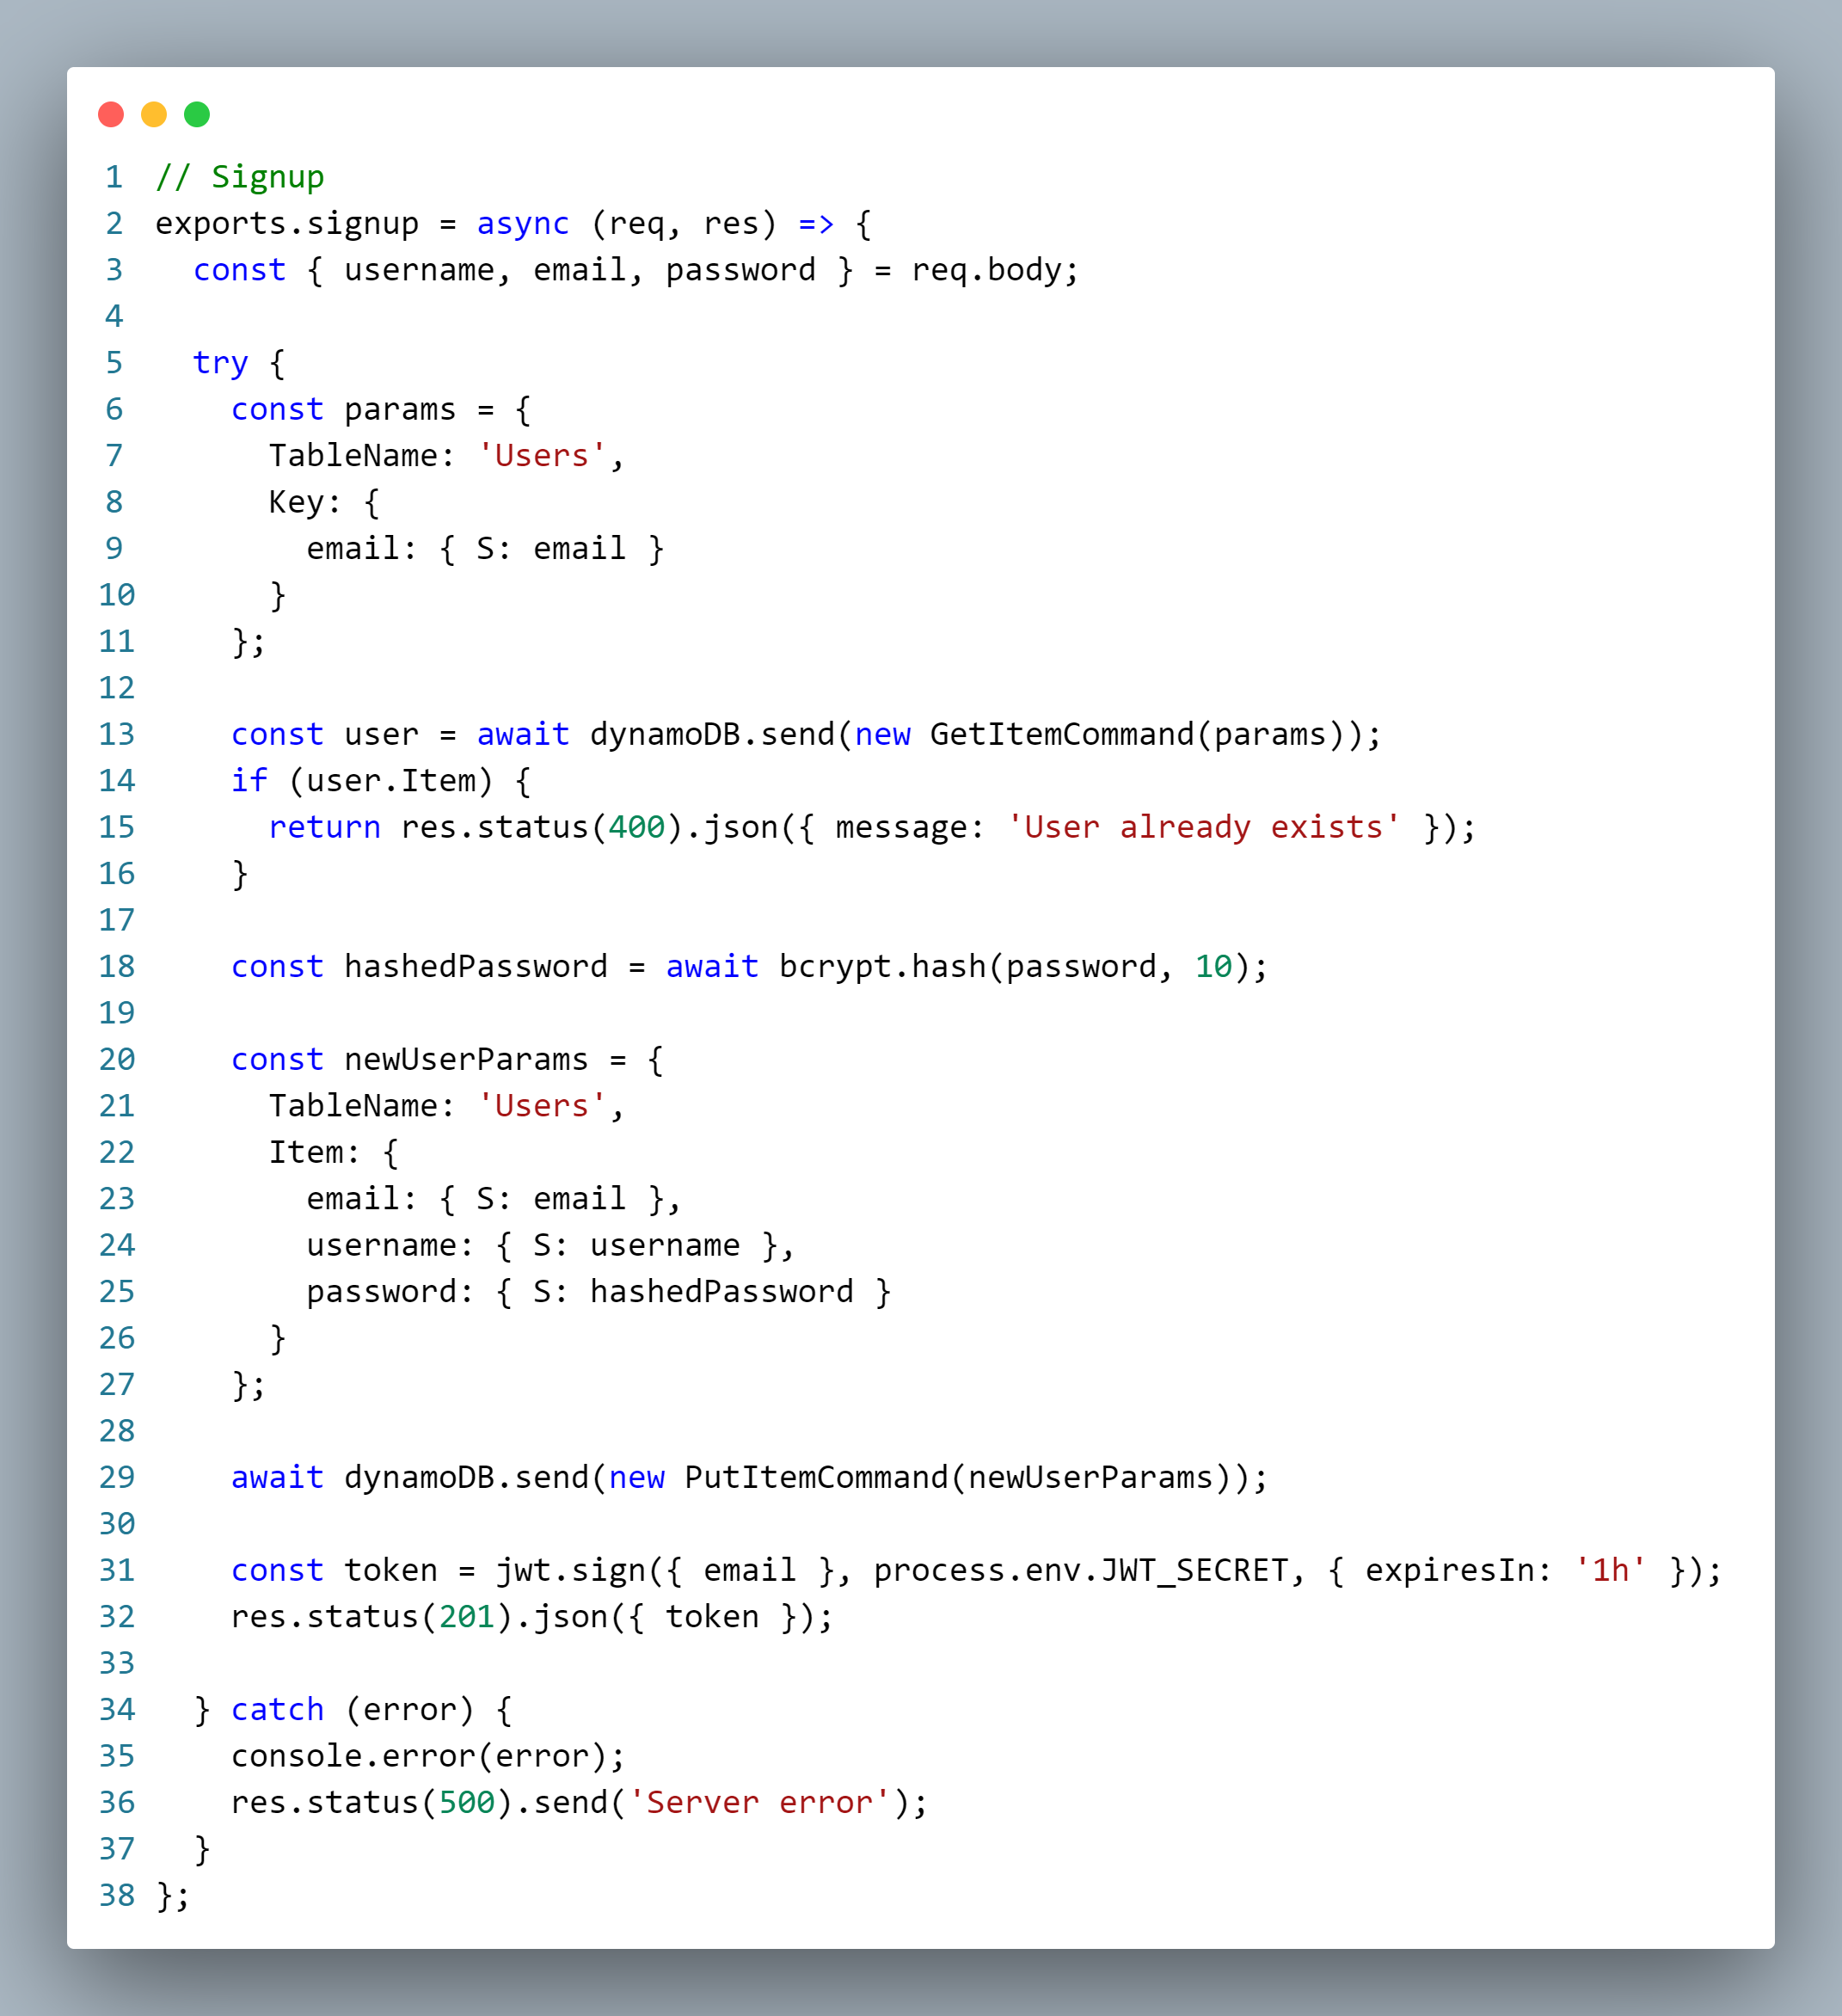 1 // Signup
2 exports.signup = async (req, res) => {
3   const { username, email, password } = req.body;
4
5   try {
6     const params = {
7       TableName: 'Users',
8       Key: {
9         email: { S: email }
10       }
11     };
12
13     const user = await dynamoDB.send(new GetItemCommand(params));
14     if (user.Item) {
15       return res.status(400).json({ message: 'User already exists' });
16     }
17
18     const hashedPassword = await bcrypt.hash(password, 10);
19
20     const newUserParams = {
21       TableName: 'Users',
22       Item: {
23         email: { S: email },
24         username: { S: username },
25         password: { S: hashedPassword }
26       }
27     };
28
29     await dynamoDB.send(new PutItemCommand(newUserParams));
30
31     const token = jwt.sign({ email }, process.env.JWT_SECRET, { expiresIn: '1h' });
32     res.status(201).json({ token });
33
34   } catch (error) {
35     console.error(error);
36     res.status(500).send('Server error');
37   }
38 };